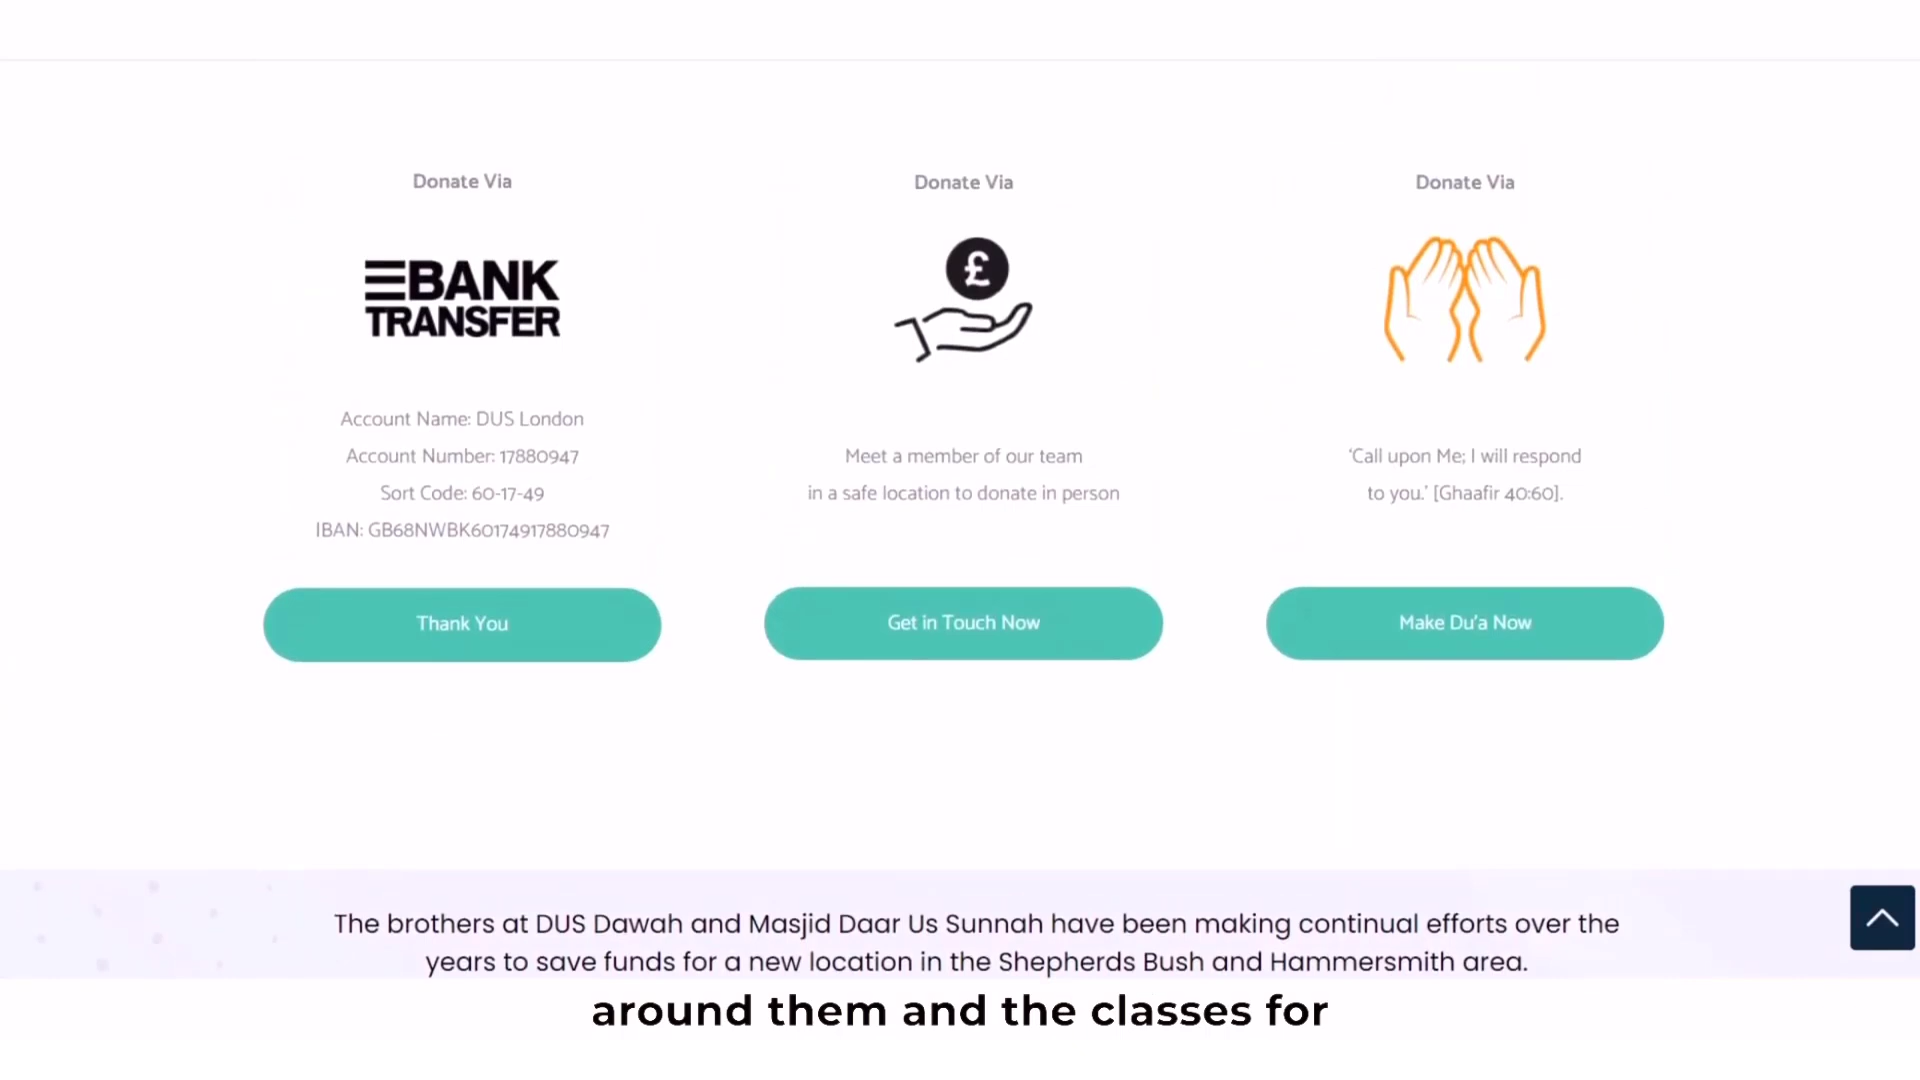 Donate Via
BANK
TRANSFER
Account Name: DUS London
Account Number: 17880947
Sort Code: 60-17-49
IBAN: GB68NWBK60174917880947
Thank You
Donate Via
£
Meet a member of our team
in a safe location to donate in person
Get in Touch Now
Donate Via
‘Call upon Me; I will respond
to you.’ [Ghaafir 40:60].
Make Du’a Now
The brothers at DUS Dawah and Masjid Daar Us Sunnah have been making continual efforts over the
years to save funds for a new location in the Shepherds Bush and Hammersmith area.
around them and the classes for